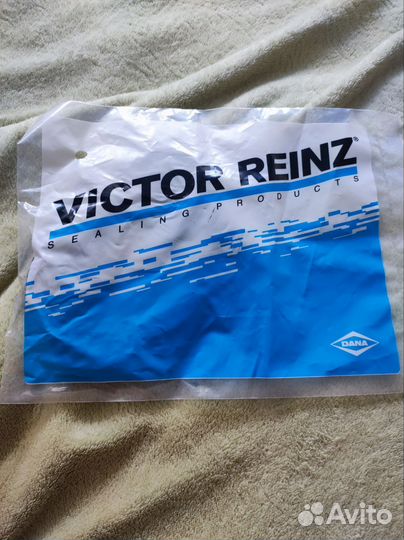 VICTOR REINZ®
SEALING PRODUCTS
DANA
Avito